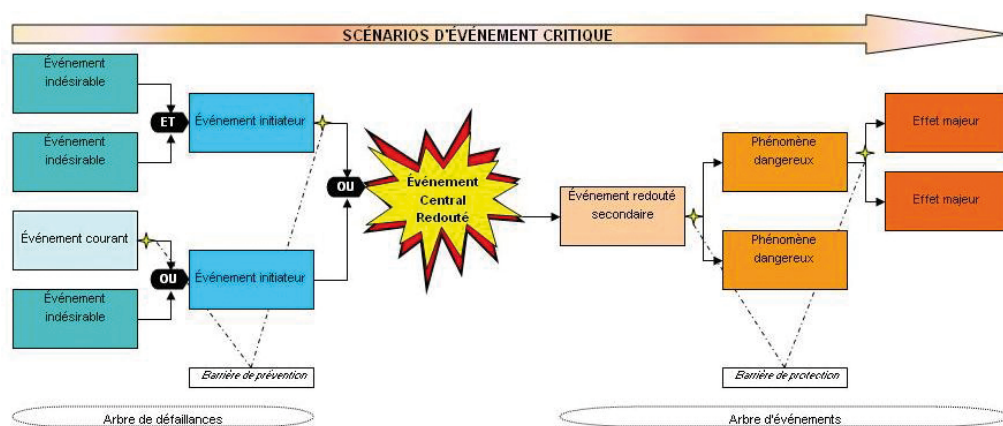 SCÉNARIOS D'ÉVÉNEMENT CRITIQUE
Événement
indésirable
ET
Événement initiateur
Événement
indésirable
Événement courant
OU
Événement initiateur
Événement
indésirable
Barrière de prévention
Arbre de défaillances
OU
Événement
Central
Redouté
Événement redouté
secondaire
Phénomène
dangereux
Phénomène
dangereux
Effet majeur
Effet majeur
Barrière de protection
Arbre d'événements